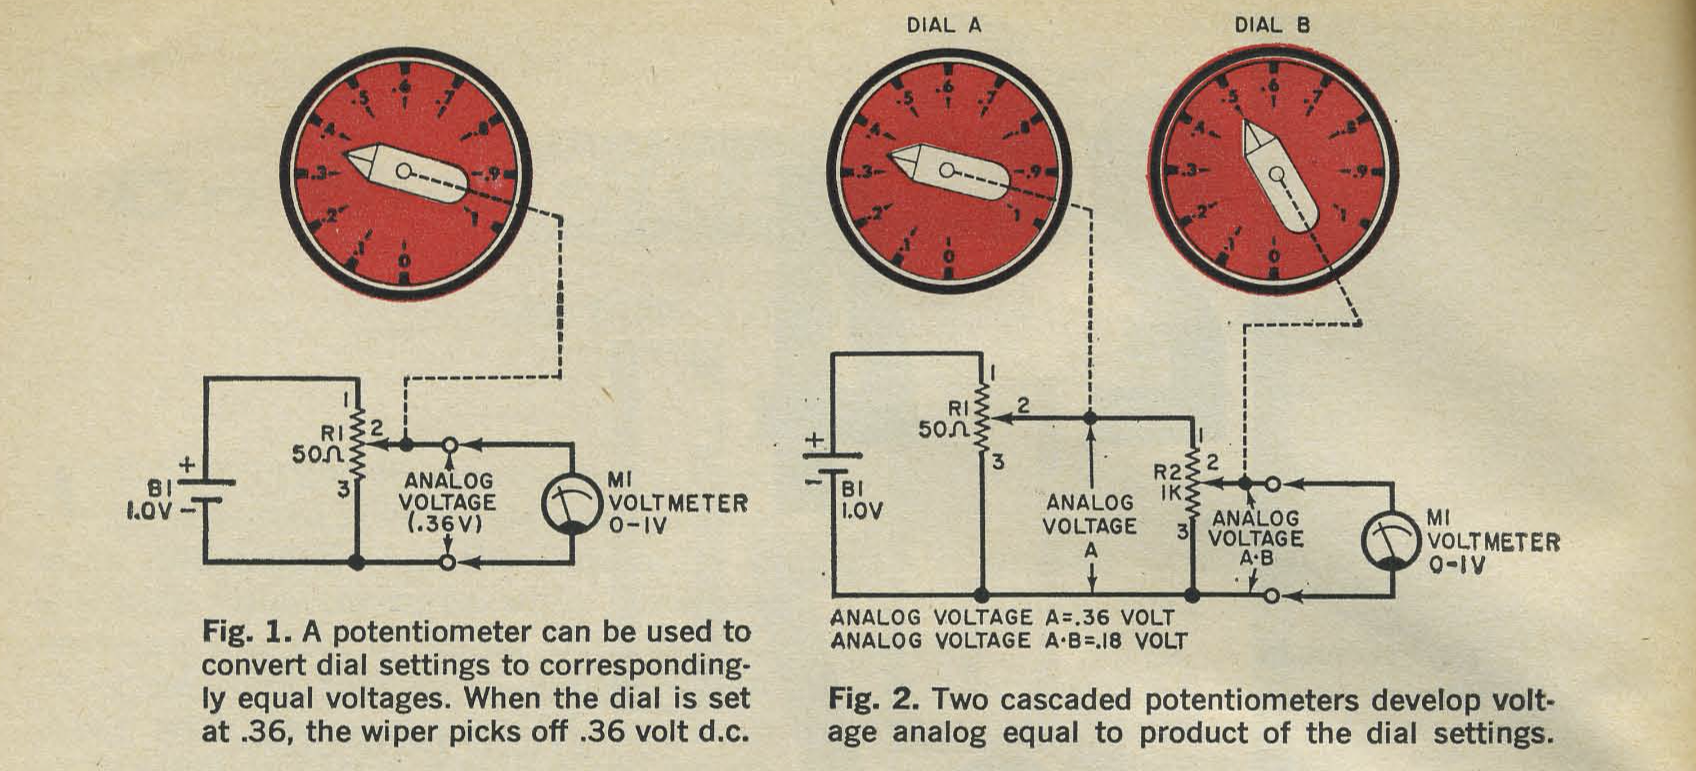 .5 .6 .7
.4 .8
.3 .9
.2 1
.1 0
1
R1 2
50Ω
3
+
B1
1.0V −
ANALOG
VOLTAGE
(.36V)
M1
VOLTMETER
0-1V
Fig. 1. A potentiometer can be used to
convert dial settings to corresponding-
ly equal voltages. When the dial is set
at .36, the wiper picks off .36 volt d.c.
DIAL A
.5 .6 .7
.4 .8
.3 .9
.2 1
.1 0
DIAL B
.5 .6 .7
.4 .8
.3 .9
.2 1
.1 0
1
R1 2
50Ω
3
+
− B1
1.0V
ANALOG
VOLTAGE
A
1
R2 2
1K
3
ANALOG
VOLTAGE
A·B
M1
VOLTMETER
0-1V
ANALOG VOLTAGE A=.36 VOLT
ANALOG VOLTAGE A·B=.18 VOLT
Fig. 2. Two cascaded potentiometers develop volt-
age analog equal to product of the dial settings.